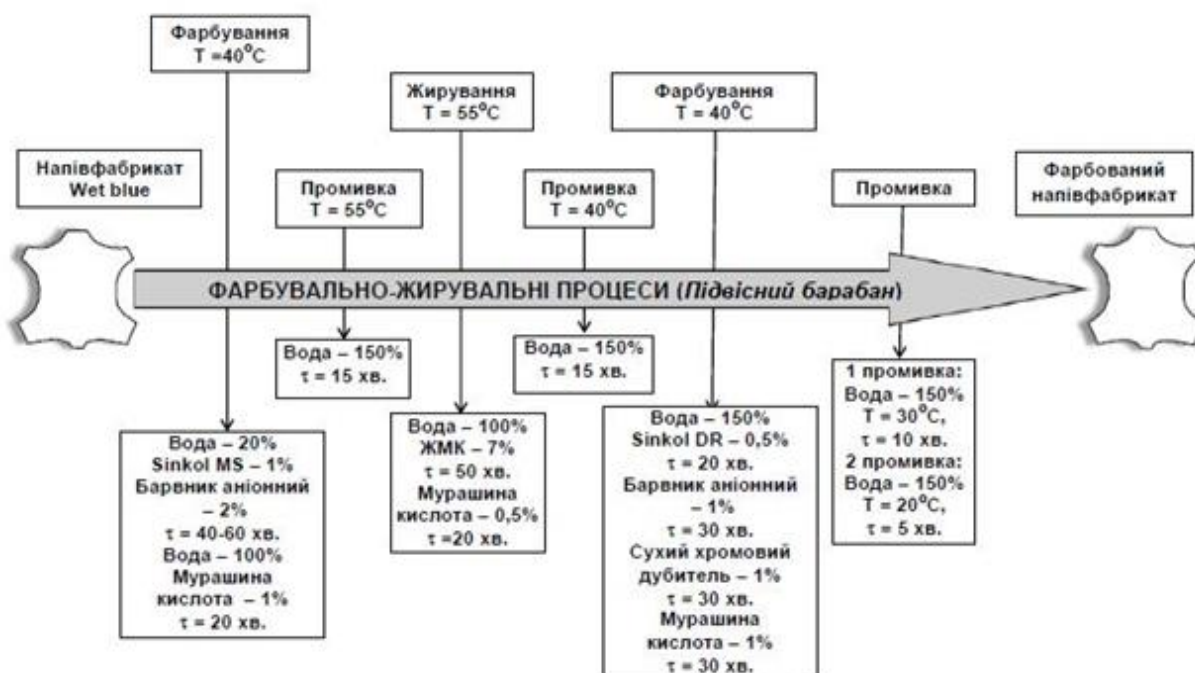 Фарбування
T =40°C
Жирування
T = 55°C
Фарбування
T = 40°C
Напівфабрикат
Wet blue
Промивка
T = 55°C
Промивка
T = 40°C
Промивка
Фарбований
напівфабрикат
ФАРБУВАЛЬНО-ЖИРУВАЛЬНІ ПРОЦЕСИ (Підвісний барабан)
Вода – 20%
Sinkol MS – 1%
Барвник аніонний
– 2%
τ = 40-60 хв.
Вода – 100%
Мурашина
кислота – 1%
τ = 20 хв.
Вода – 150%
τ = 15 хв.
Вода – 100%
ЖМК – 7%
τ = 50 хв.
Мурашина
кислота – 0,5%
τ =20 хв.
Вода – 150%
τ = 15 хв.
Вода – 150%
Sinkol DR – 0,5%
τ = 20 хв.
Барвник аніонний
– 1%
τ = 30 хв.
Сухий хромовий
дубитель – 1%
τ = 30 хв.
Мурашина
кислота – 1%
τ = 30 хв.
1 промивка:
Вода – 150%
T = 30°C,
τ = 10 хв.
2 промивка:
Вода – 150%
T = 20°C,
τ = 5 хв.